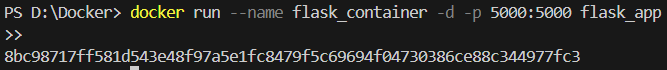 PS D:\Docker> docker run --name flask_container -d -p 5000:5000 flask_app
>>
8bc98717ff581d543e48f97a5e1fc8479f5c69694f04730386ce88c344977fc3